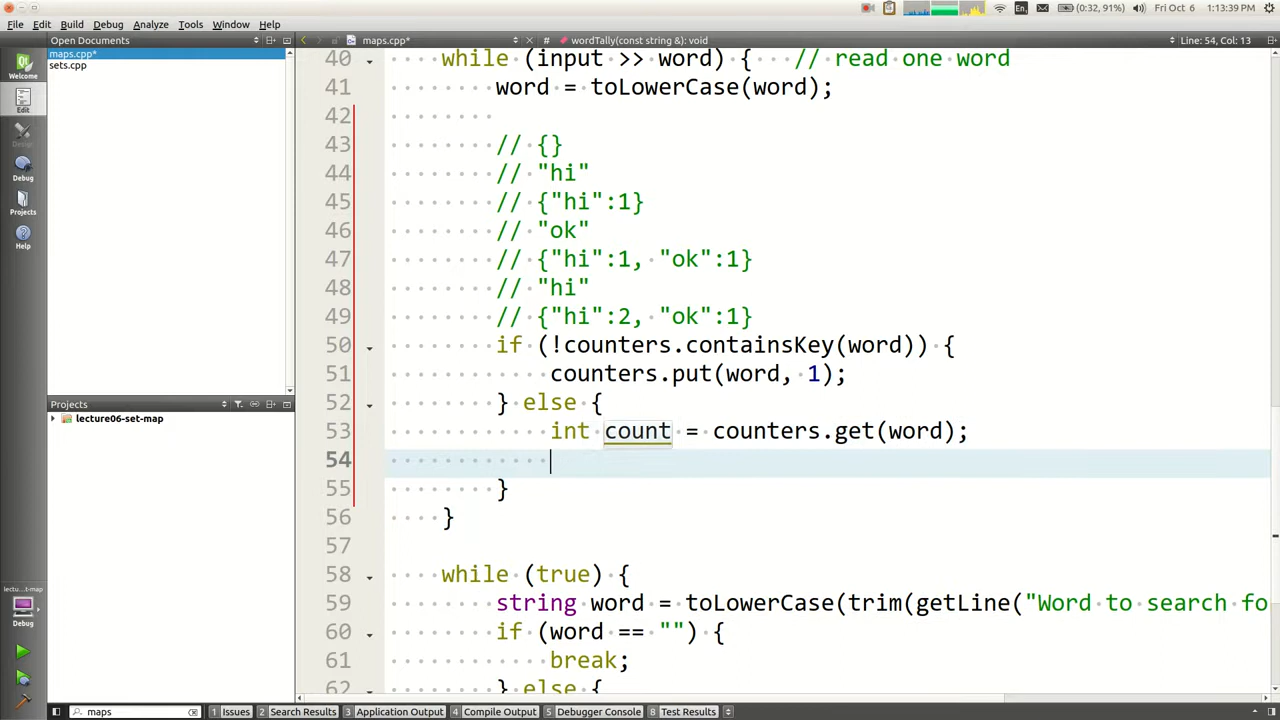 File Edit Build Debug Analyze Tools Window Help
En (0:32, 91%) Fri Oct 6 1:13:39 PM
Open Documents
maps.cpp* # wordTally(const string &): void Line: 54, Col: 13
maps.cpp*
sets.cpp
Welcome
Edit
Design
Debug
Projects
Help
Projects
lecture06-set-map
40 while (input >> word) { // read one word
41 word = toLowerCase(word);
42
43 // {}
44 // "hi"
45 // {"hi":1}
46 // "ok"
47 // {"hi":1, "ok":1}
48 // "hi"
49 // {"hi":2, "ok":1}
50 if (!counters.containsKey(word)) {
51 counters.put(word, 1);
52 } else {
53 int count = counters.get(word);
54
55 }
56 }
57
58 while (true) {
59 string word = toLowerCase(trim(getLine("Word to search fo
60 if (word == "") {
61 break;
62 } else {
lectu...t-map
Debug
maps 1 Issues 2 Search Results 3 Application Output 4 Compile Output 5 Debugger Console 8 Test Results